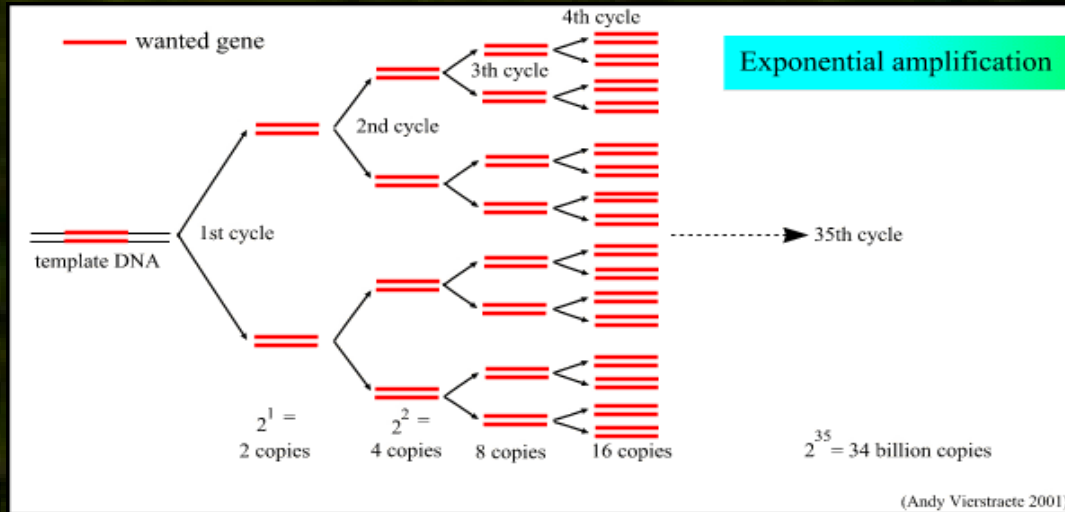 4th cycle
wanted gene
3th cycle
Exponential amplification
2nd cycle
1st cycle
35th cycle
template DNA
2^1 =
2 copies
2^2 =
4 copies
8 copies
16 copies
2^35 = 34 billion copies
(Andy Vierstraete 2001)